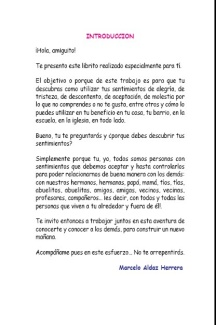 INTRODUCCION
¡Hola, amiguito!
Te presento este librito realizado especialmente para tí.
El objetivo o porque de este trabajo es para que tu
descubras como utilizar tus sentimientos de alegría, de
tristeza, de descontento, de aceptación, de molestia por
lo que no comprendes o no te gusta, entre otros y cómo lo
puedes utilizar en tu beneficio en tu casa, tu barrio, en la
escuela, en la iglesia, en todo lado.
Bueno, tu te preguntarás y ¿porque debes descubrir tus
sentimientos?
Simplemente porque tu, yo, todos somos personas con
sentimientos que debemos aceptar y hasta controlarlos
para poder relacionarnos de buena manera con los demás:
con nuestros hermanos, hermanas, papá, mamá, tíos, tías,
abuelitos, abuelitas, amigos, amigas, vecinos, vecinas,
profesores, compañeros... les decir, con todos y todas las
personas que viven a tu alrededor y fuera de él!.
Te invito entonces a trabajar juntos en esta aventura de
conocerte y conocer a los demás, para construir un nuevo
mañana.
Acompáñame pues en este esfuerzo... No te arrepentirás.
Marcelo Aldaz Herrera